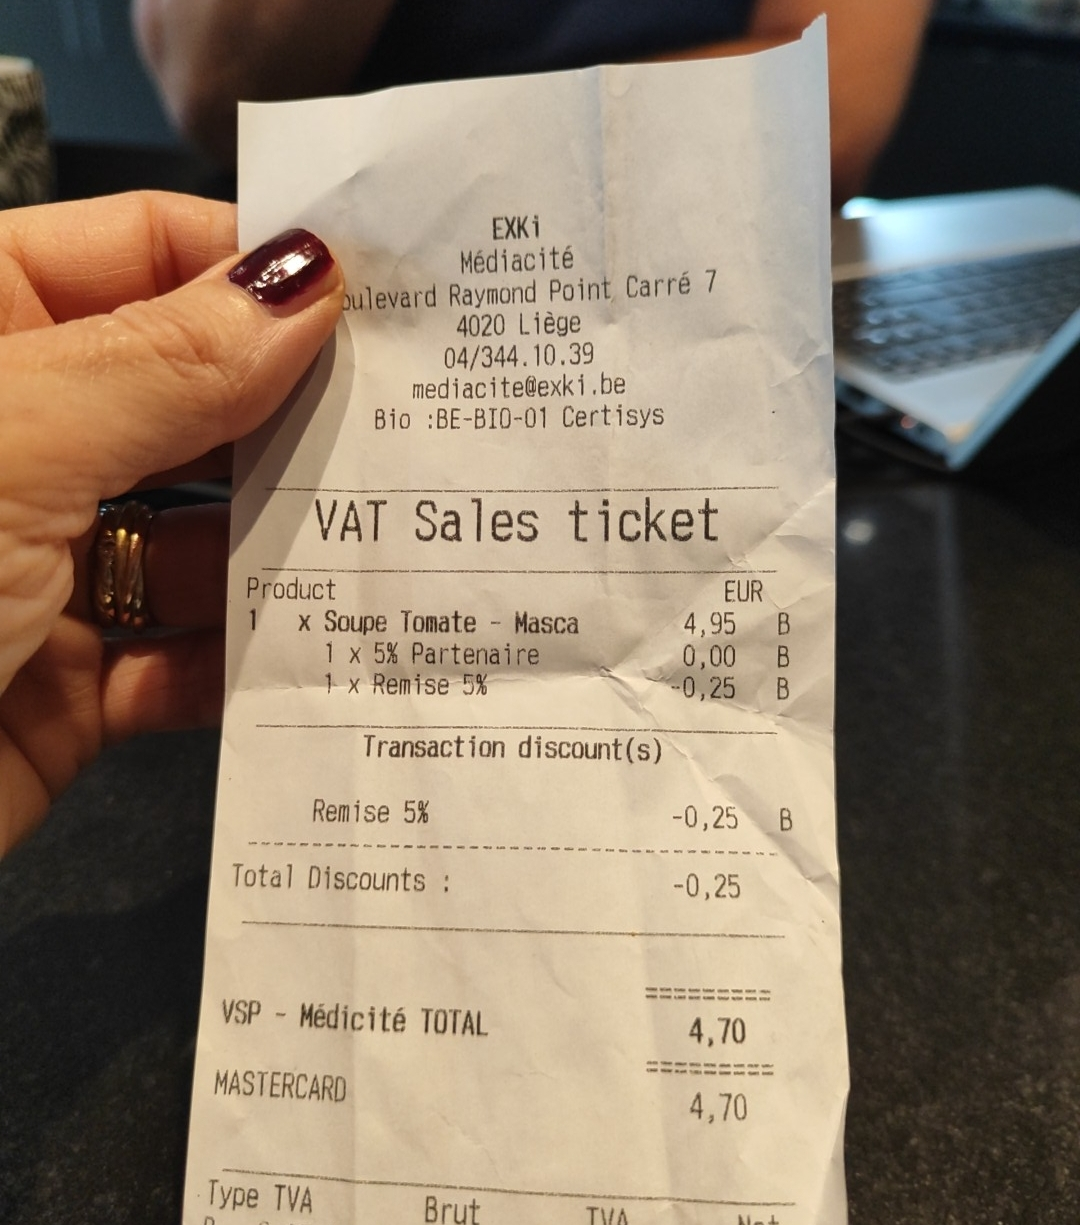 EXKi
Médiacité
oulevard Raymond Point Carré 7
4020 Liège
04/344.10.39
mediacite@exki.be
Bio :BE-BIO-01 Certisys
VAT Sales ticket
Product EUR
1 x Soupe Tomate - Masca 4,95 B
1 x 5% Partenaire 0,00 B
1 x Remise 5% -0,25 B
Transaction discount(s)
Remise 5% -0,25 B
Total Discounts : -0,25
VSP - Médicité TOTAL 4,70
MASTERCARD 4,70
Type TVA Brut TVA Net